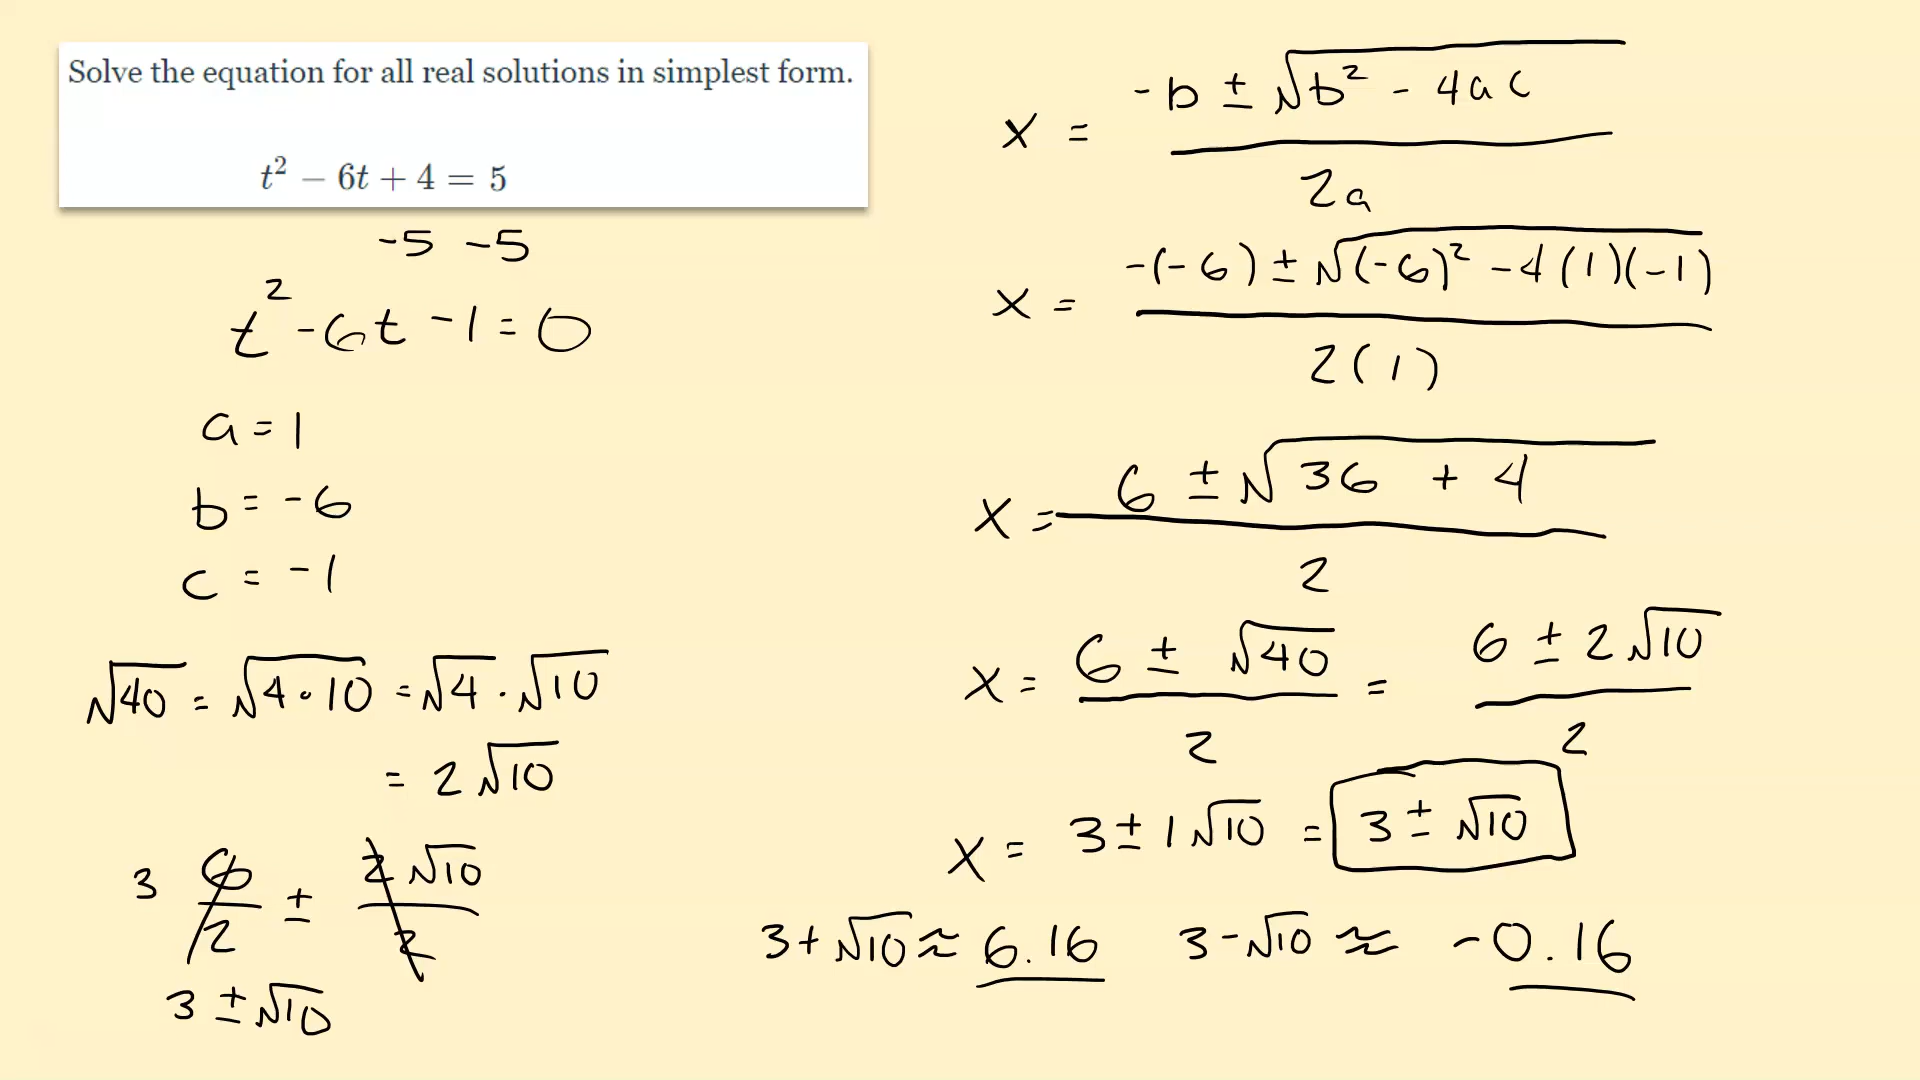 Solve the equation for all real solutions in simplest form.
t² − 6t + 4 = 5
-5 -5
t² - 6t - 1 = 0
a = 1
b = -6
c = -1
√40 = √(4·10) = √4 · √10
= 2√10
3 6/2 ± 2√10/2
3 ± √10
x = (-b ± √(b² - 4ac))/2a
x = (-(-6) ± √((-6)² - 4(1)(-1)))/2(1)
x = (6 ± √(36 + 4))/2
x = (6 ± √40)/2 = (6 ± 2√10)/2
x = 3 ± 1√10 = 3 ± √10
3 + √10 ≈ 6.16 3 - √10 ≈ -0.16